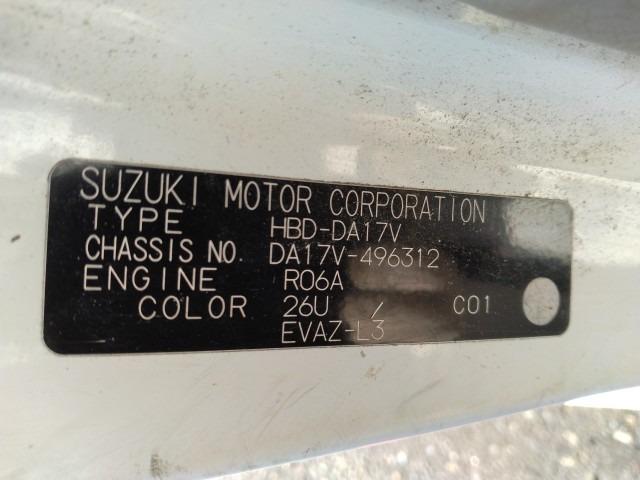 SUZUKI MOTOR CORPORATION
TYPE HBD-DA17V
CHASSIS NO. DA17V-496312
ENGINE R06A
COLOR 26U / C01
EVAZ-L3